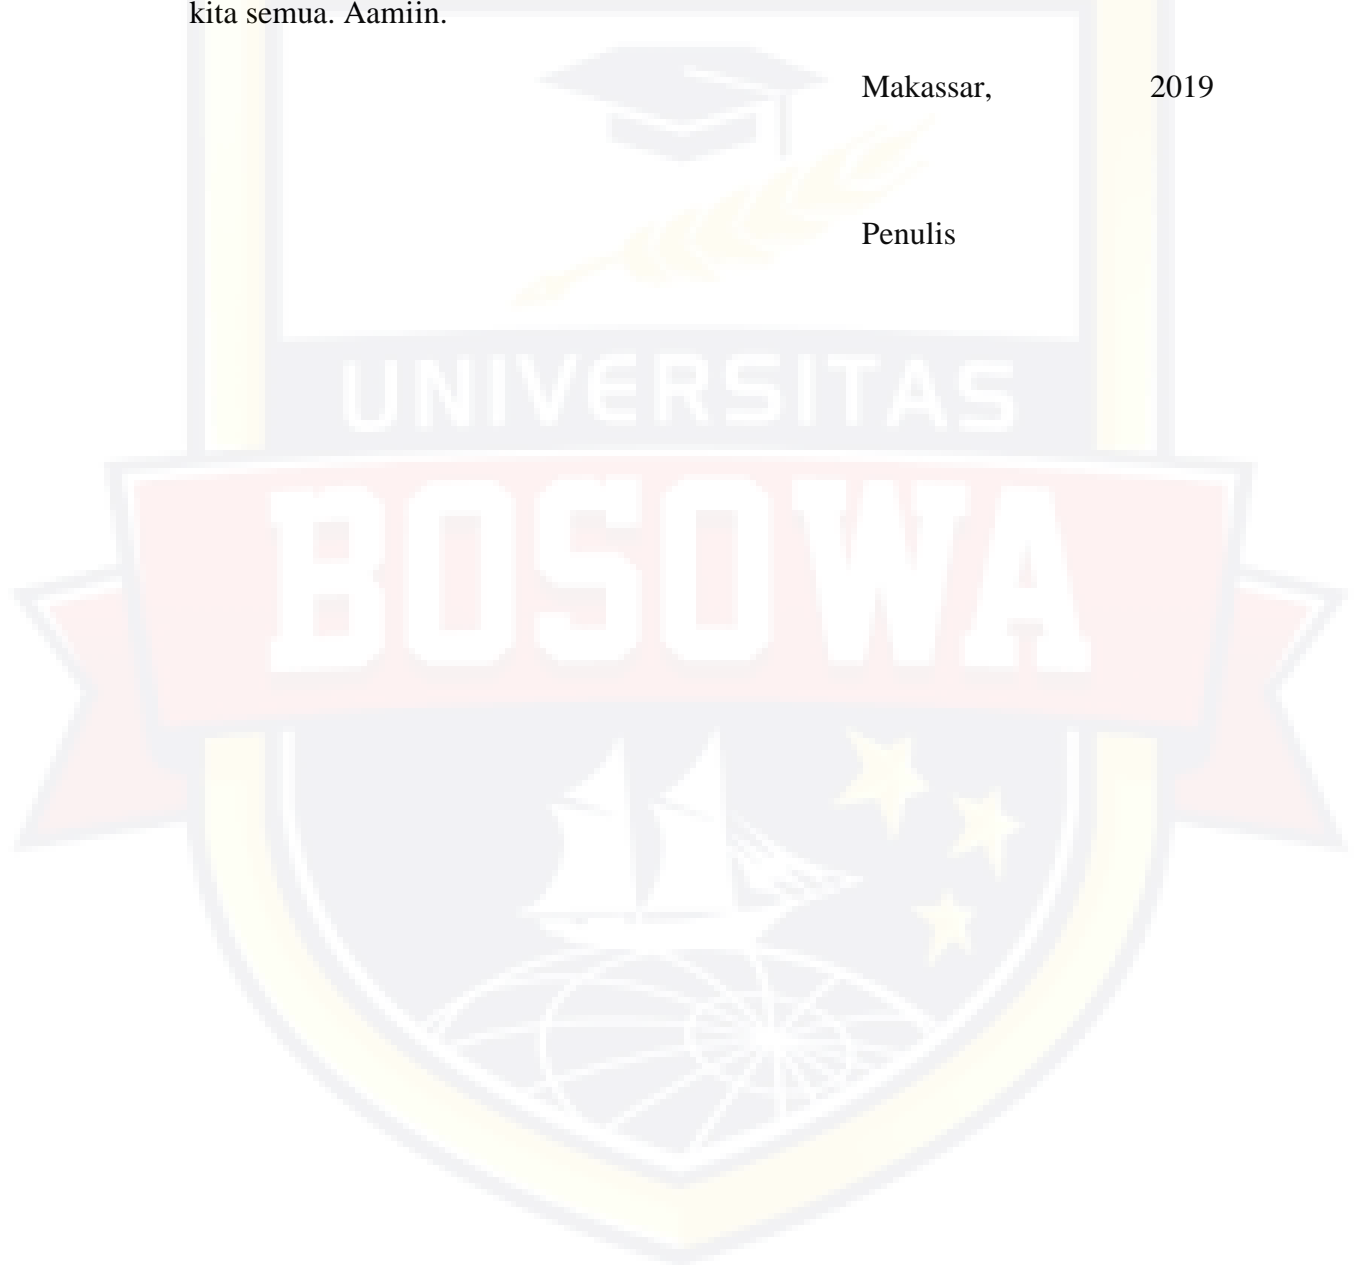 kita semua. Aamiin.
Makassar, 2019
Penulis
UNIVERSITAS
BOSOWA